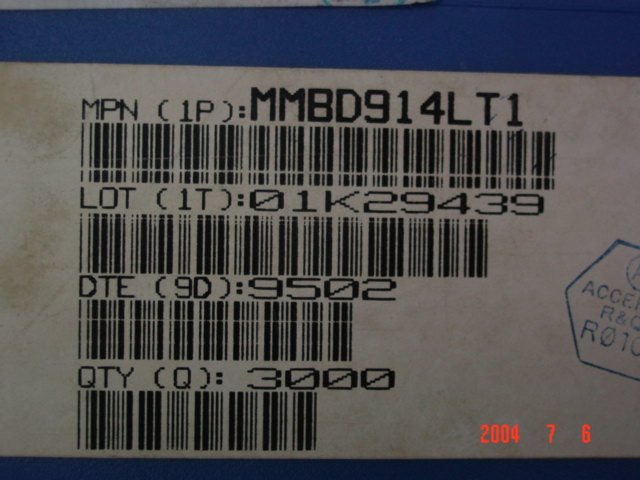 MPN (1P):MMBD914LT1
LOT (1T):01K29439
DTE (9D):9502
QTY (Q): 3000
R&
2004 7 6